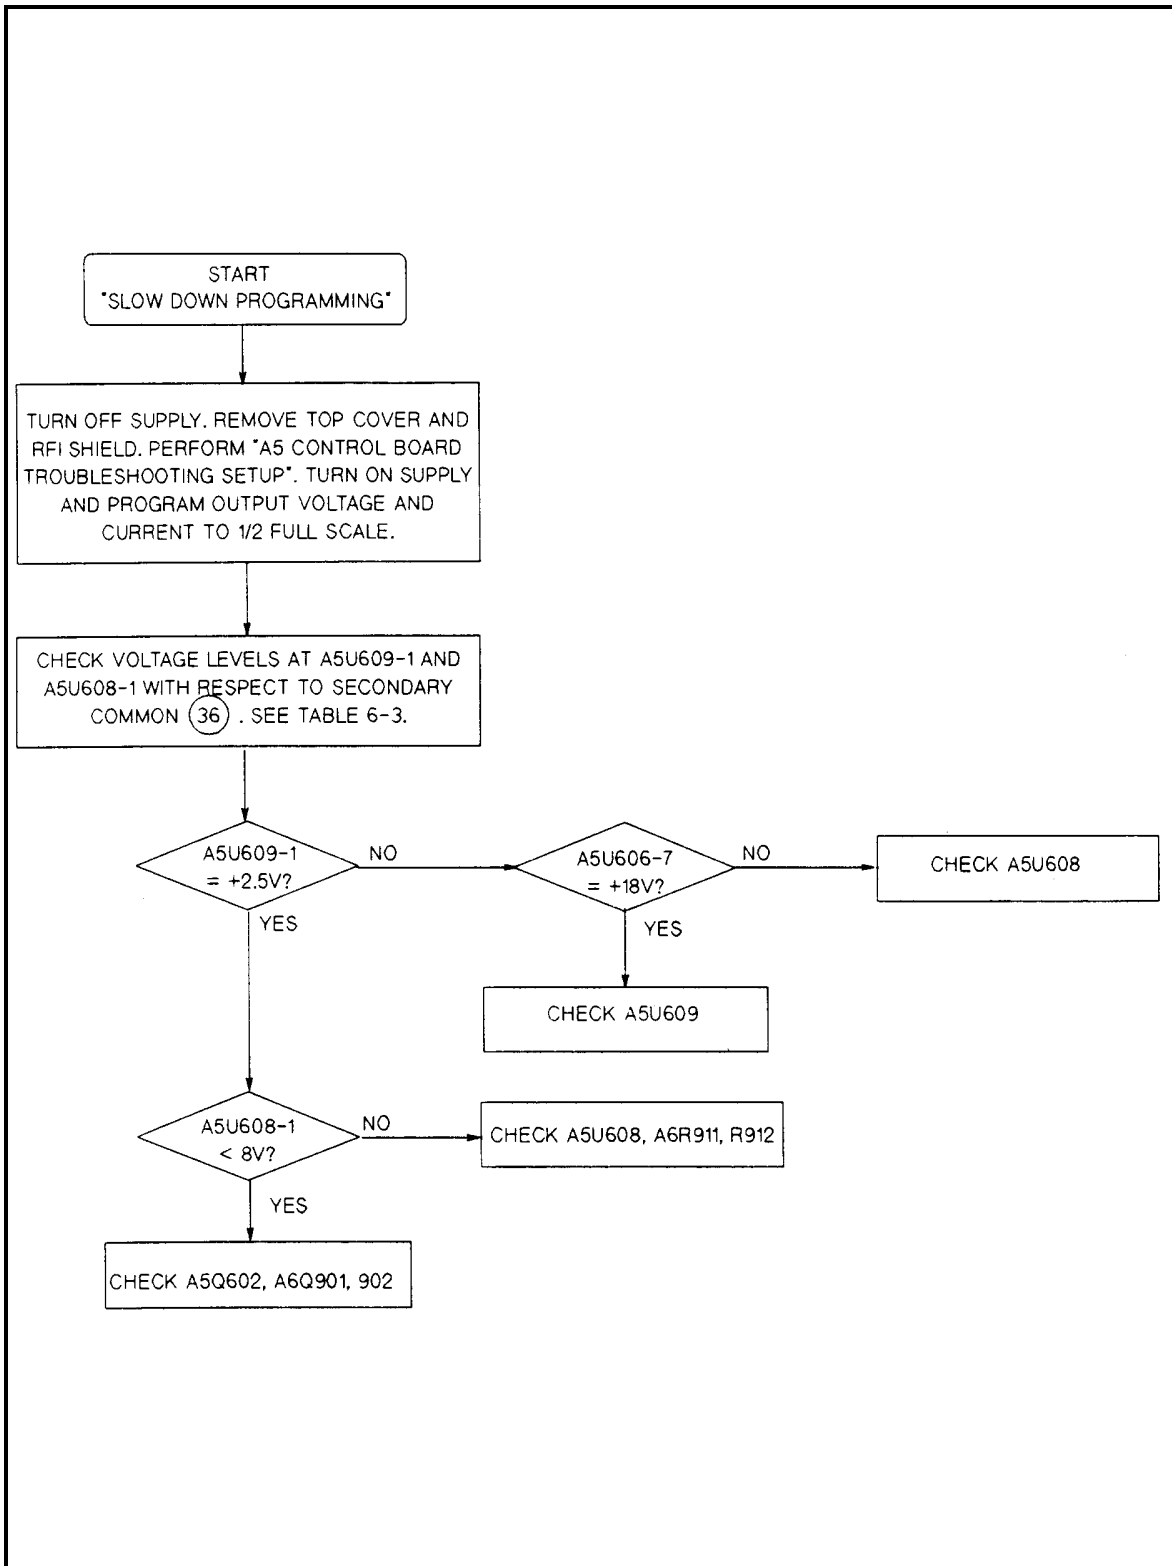 START
"SLOW DOWN PROGRAMMING"
TURN OFF SUPPLY. REMOVE TOP COVER AND
RFI SHIELD. PERFORM "A5 CONTROL BOARD
TROUBLESHOOTING SETUP". TURN ON SUPPLY
AND PROGRAM OUTPUT VOLTAGE AND
CURRENT TO 1/2 FULL SCALE.
CHECK VOLTAGE LEVELS AT A5U609-1 AND
A5U608-1 WITH RESPECT TO SECONDARY
COMMON 36 . SEE TABLE 6-3.
A5U609-1
= +2.5V?
NO
A5U606-7
= +18V?
NO
CHECK A5U608
YES
YES
CHECK A5U609
A5U608-1
< 8V?
NO
CHECK A5U608, A6R911, R912
YES
CHECK A5Q602, A6Q901, 902